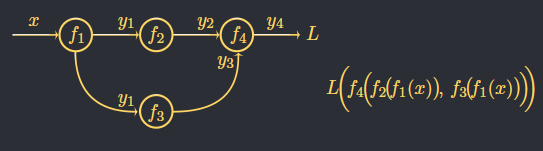 x f₁ y₁ f₂ y₂ f₄ y₄ L
y₃
y₁ f₃
L(f₄(f₂(f₁(x)), f₃(f₁(x))))